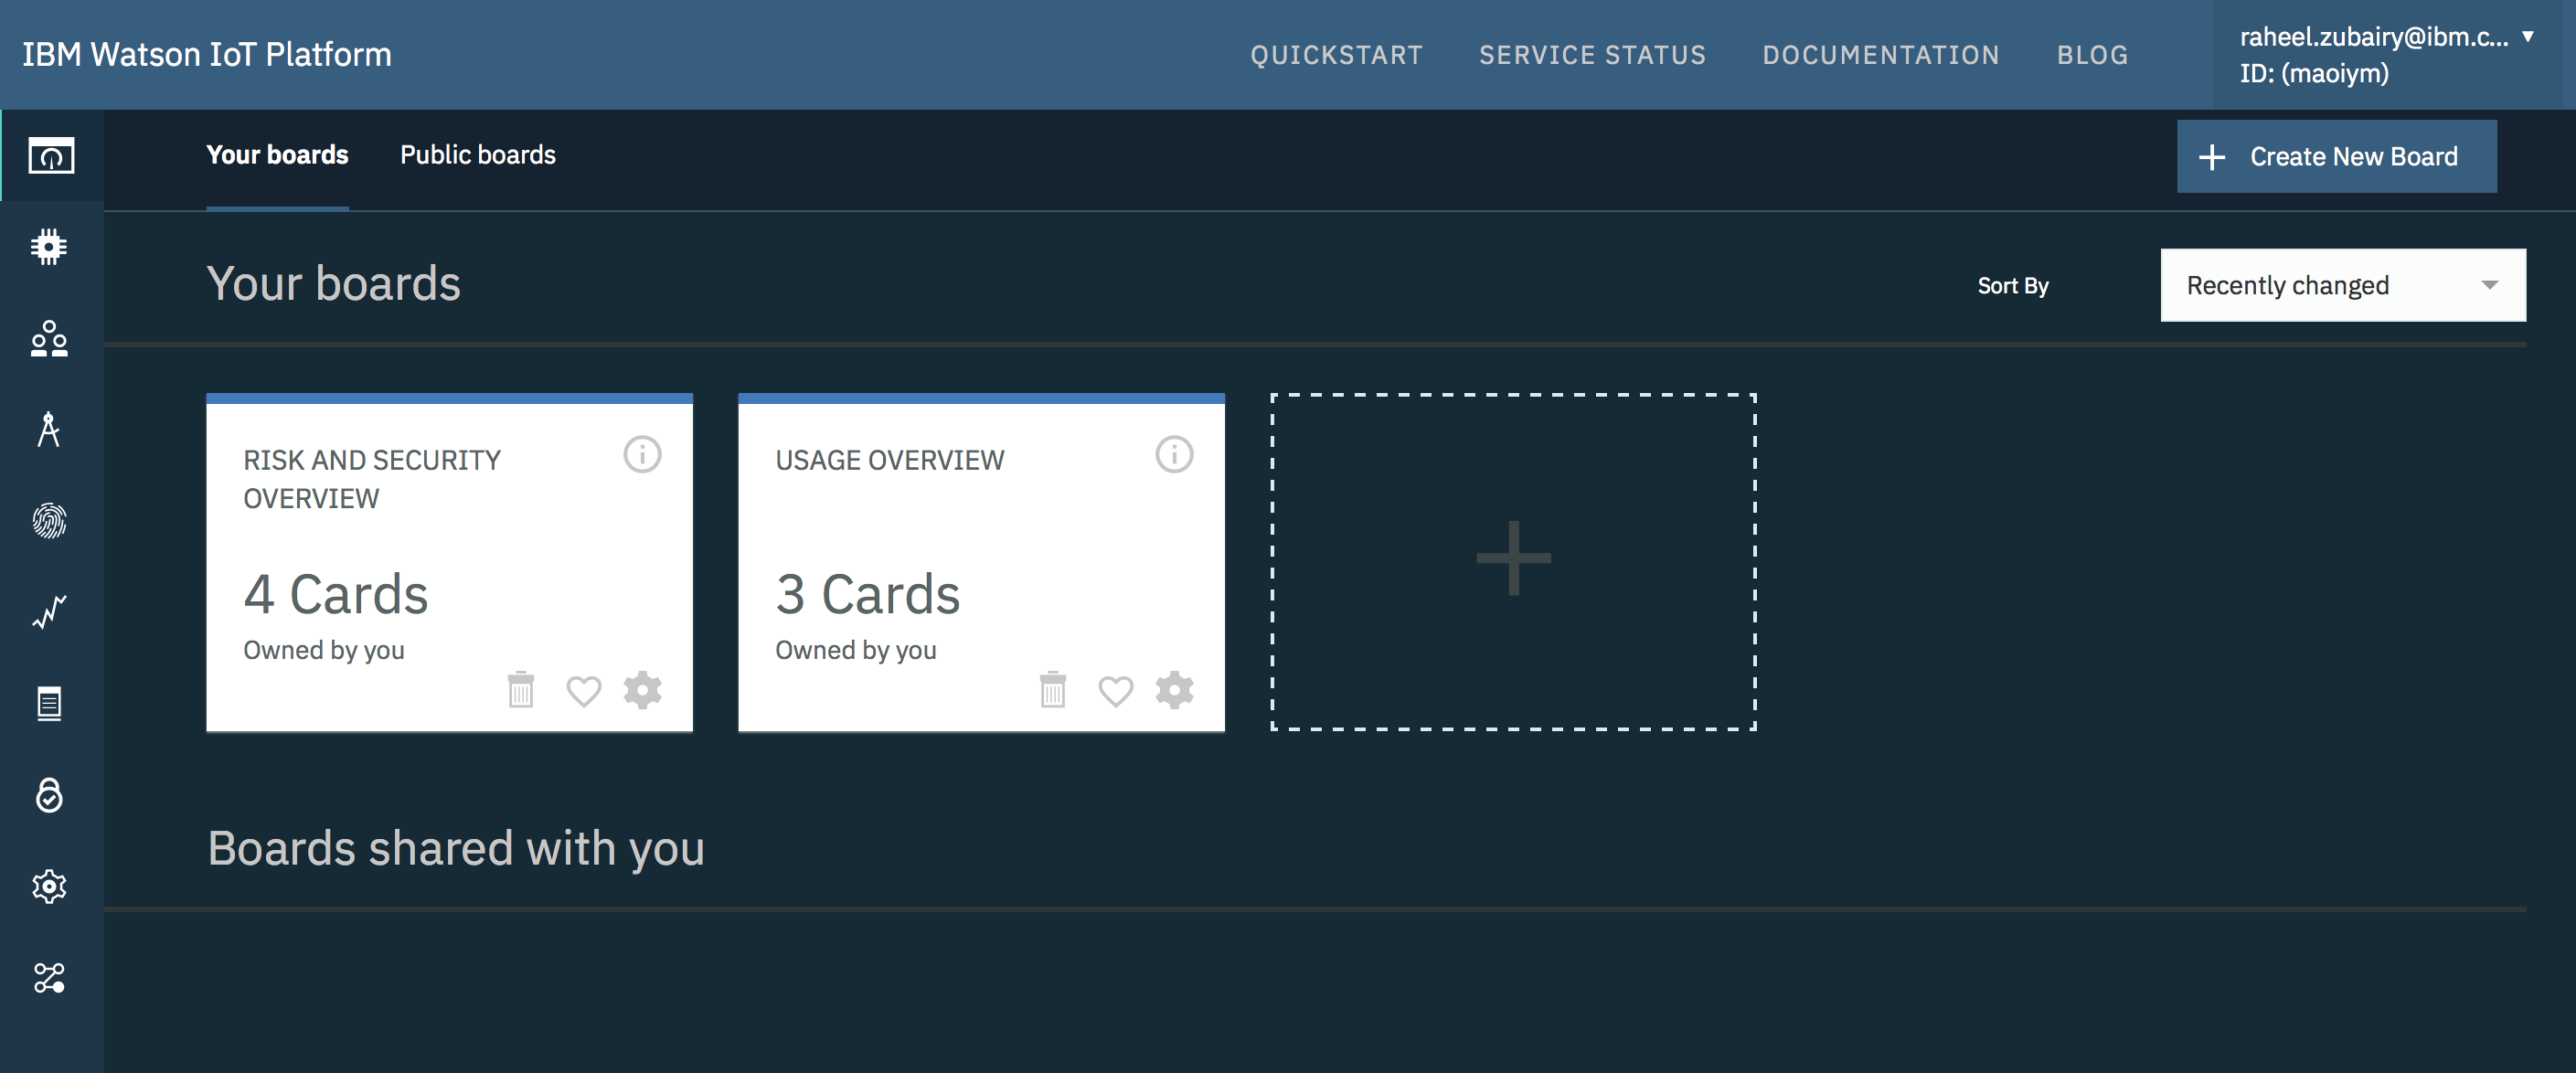 IBM Watson IoT Platform
QUICKSTART
SERVICE STATUS
DOCUMENTATION
BLOG
raheel.zubairy@ibm.c...
ID: (maoiym)
Your boards
Public boards
Create New Board
Your boards
Sort By
Recently changed
RISK AND SECURITY
OVERVIEW
4 Cards
Owned by you
USAGE OVERVIEW
3 Cards
Owned by you
Boards shared with you